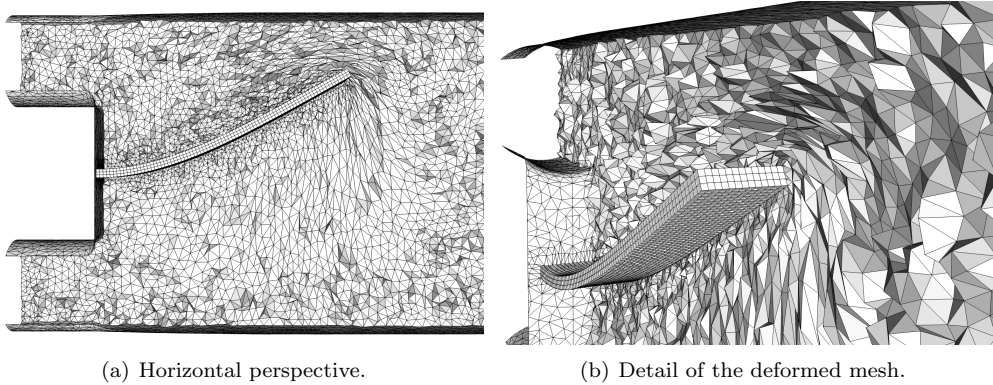 (a) Horizontal perspective.
(b) Detail of the deformed mesh.